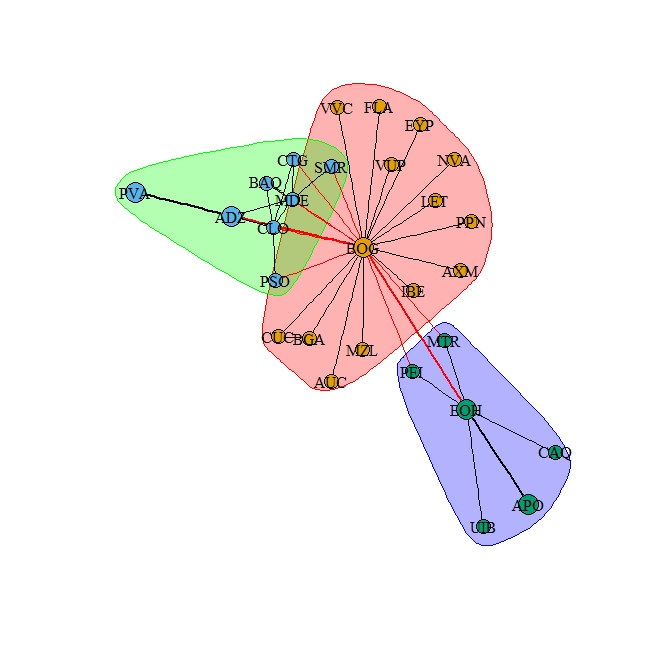 VVC
FLA
EYP
CTG
SMR
VUP
NVA
BAQ
PVA
MDE
LET
ADZ
CLO
PPN
BOG
AXM
PSO
IBE
CUC
BGA
MTR
MZL
PEI
AUC
EOH
CAQ
APO
UIB